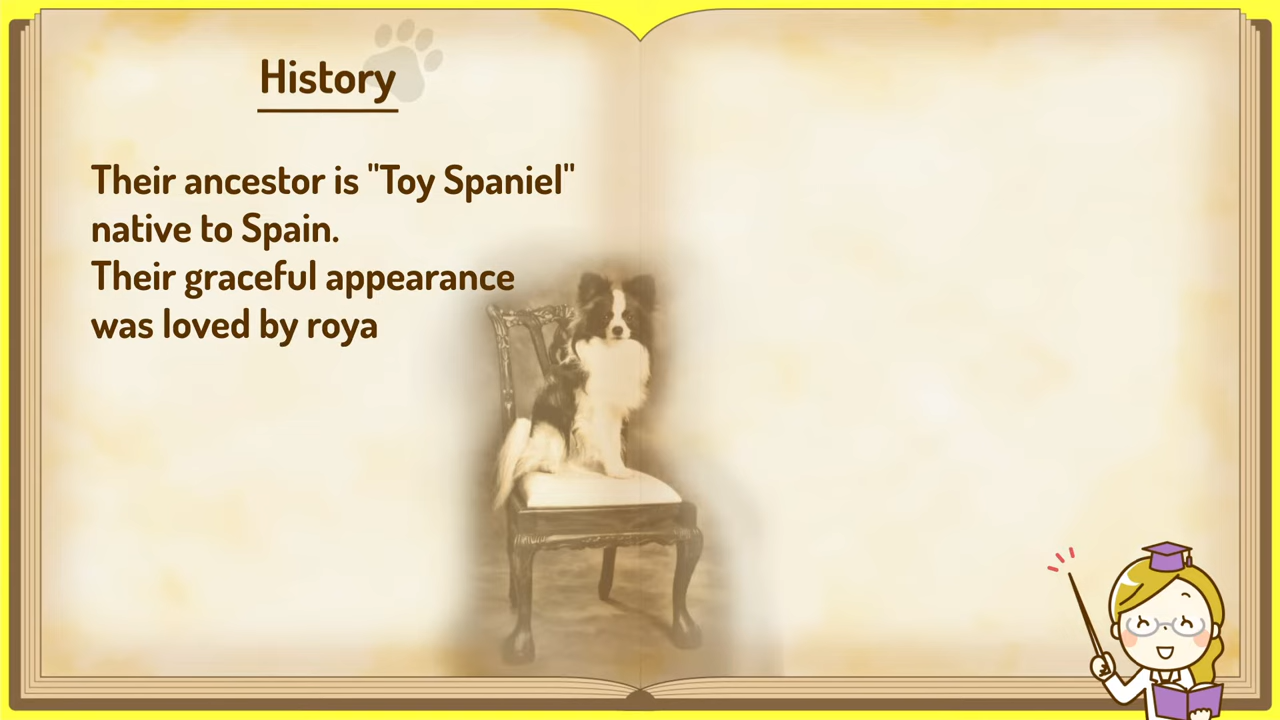 History
Their ancestor is "Toy Spaniel"
native to Spain.
Their graceful appearance
was loved by roya